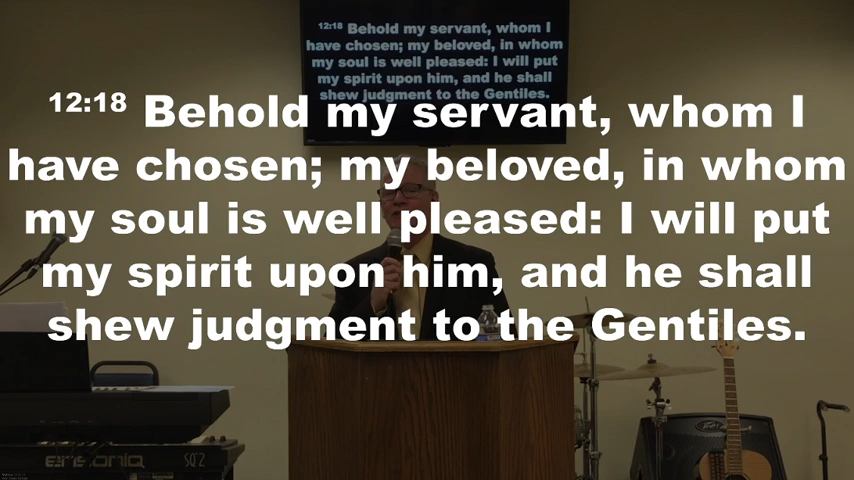 12:18 Behold my servant, whom I
have chosen; my beloved, in whom
my soul is well pleased: I will put
my spirit upon him, and he shall
shew judgment to the Gentiles.
12:18 Behold my servant, whom I
have chosen; my beloved, in whom
my soul is well pleased: I will put
my spirit upon him, and he shall
shew judgment to the Gentiles.
ensoniq SQ2
PEAVEY